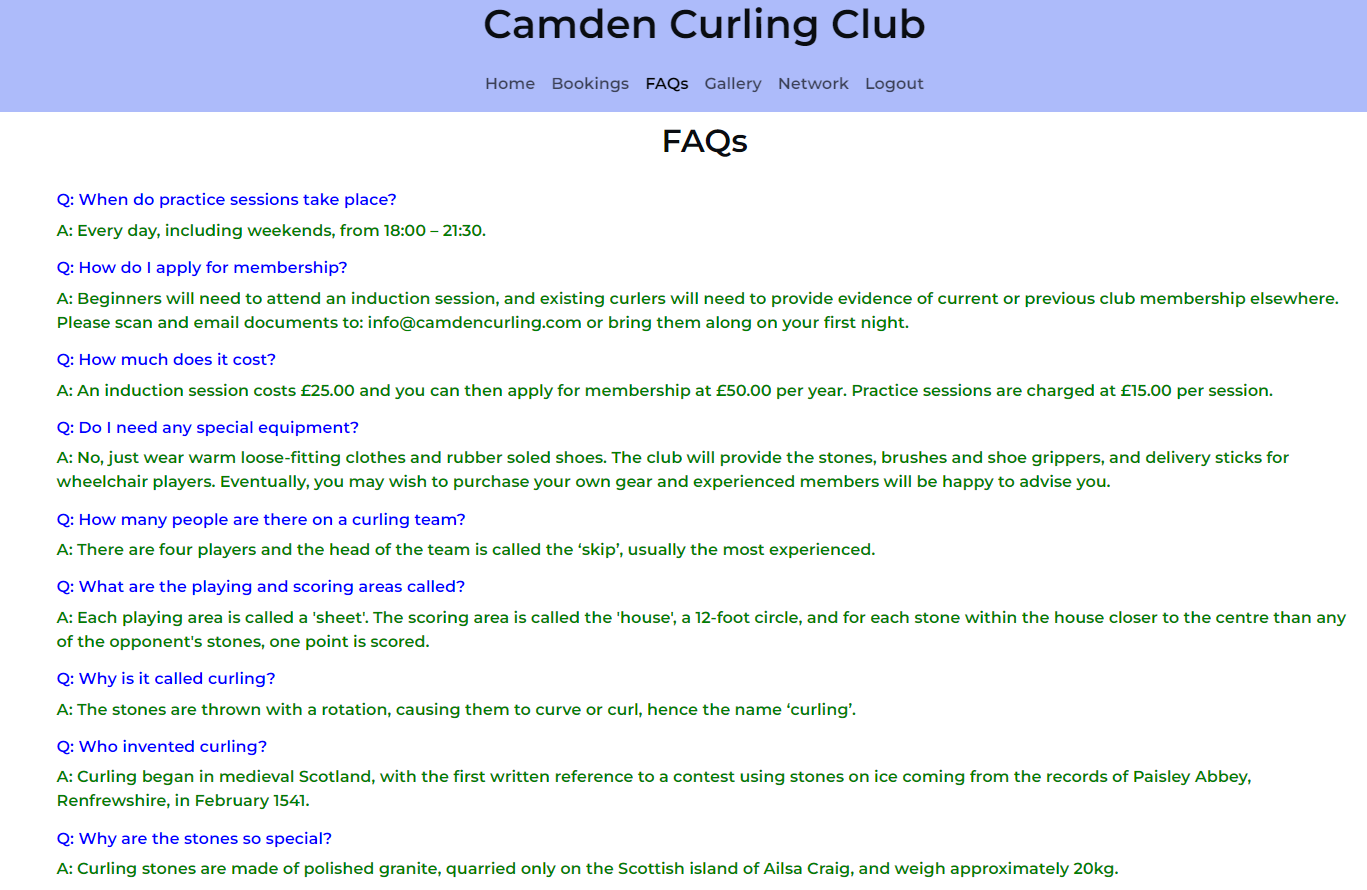 Camden Curling Club
Home Bookings FAQs Gallery Network Logout
FAQs
Q: When do practice sessions take place?
A: Every day, including weekends, from 18:00 – 21:30.
Q: How do I apply for membership?
A: Beginners will need to attend an induction session, and existing curlers will need to provide evidence of current or previous club membership elsewhere.
Please scan and email documents to: info@camdencurling.com or bring them along on your first night.
Q: How much does it cost?
A: An induction session costs £25.00 and you can then apply for membership at £50.00 per year. Practice sessions are charged at £15.00 per session.
Q: Do I need any special equipment?
A: No, just wear warm loose-fitting clothes and rubber soled shoes. The club will provide the stones, brushes and shoe grippers, and delivery sticks for
wheelchair players. Eventually, you may wish to purchase your own gear and experienced members will be happy to advise you.
Q: How many people are there on a curling team?
A: There are four players and the head of the team is called the ‘skip’, usually the most experienced.
Q: What are the playing and scoring areas called?
A: Each playing area is called a 'sheet'. The scoring area is called the 'house', a 12-foot circle, and for each stone within the house closer to the centre than any
of the opponent's stones, one point is scored.
Q: Why is it called curling?
A: The stones are thrown with a rotation, causing them to curve or curl, hence the name ‘curling’.
Q: Who invented curling?
A: Curling began in medieval Scotland, with the first written reference to a contest using stones on ice coming from the records of Paisley Abbey,
Renfrewshire, in February 1541.
Q: Why are the stones so special?
A: Curling stones are made of polished granite, quarried only on the Scottish island of Ailsa Craig, and weigh approximately 20kg.